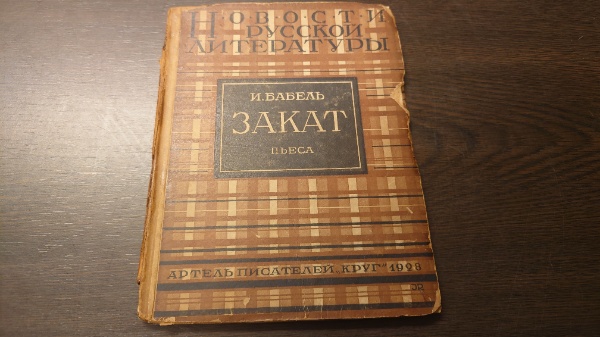 НОВОСТИ
РУССКОЙ
ЛИТЕРАТУРЫ
И. БАБЕЛЬ
ЗАКАТ
ПЬЕСА
АРТЕЛЬ ПИСАТЕЛЕЙ „КРУГ" 1928